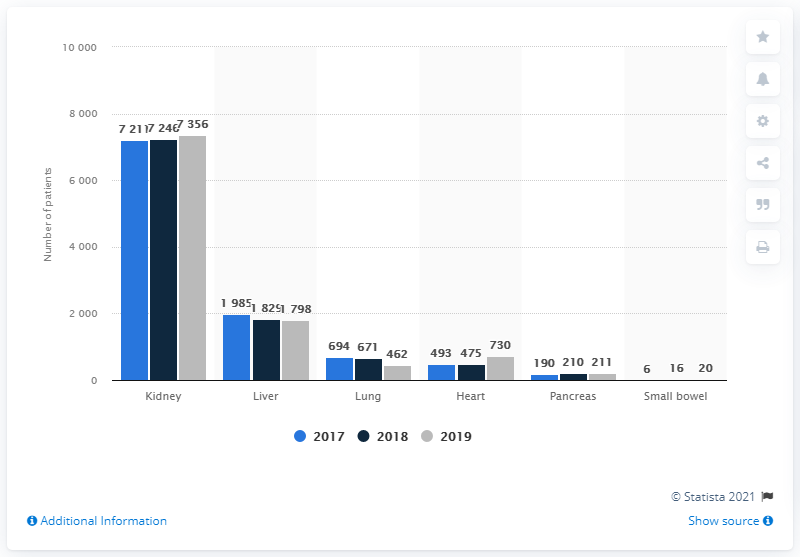 10 000
8 000
6 000
4 000
2 000
0
Number of patients
7 211 7 246 7 356
1 985 1 829 1 798
694 671 462
493 475 730
190 210 211
6 16 20
Kidney Liver Lung Heart Pancreas Small bowel
2017 2018 2019
© Statista 2021
Additional Information
Show source